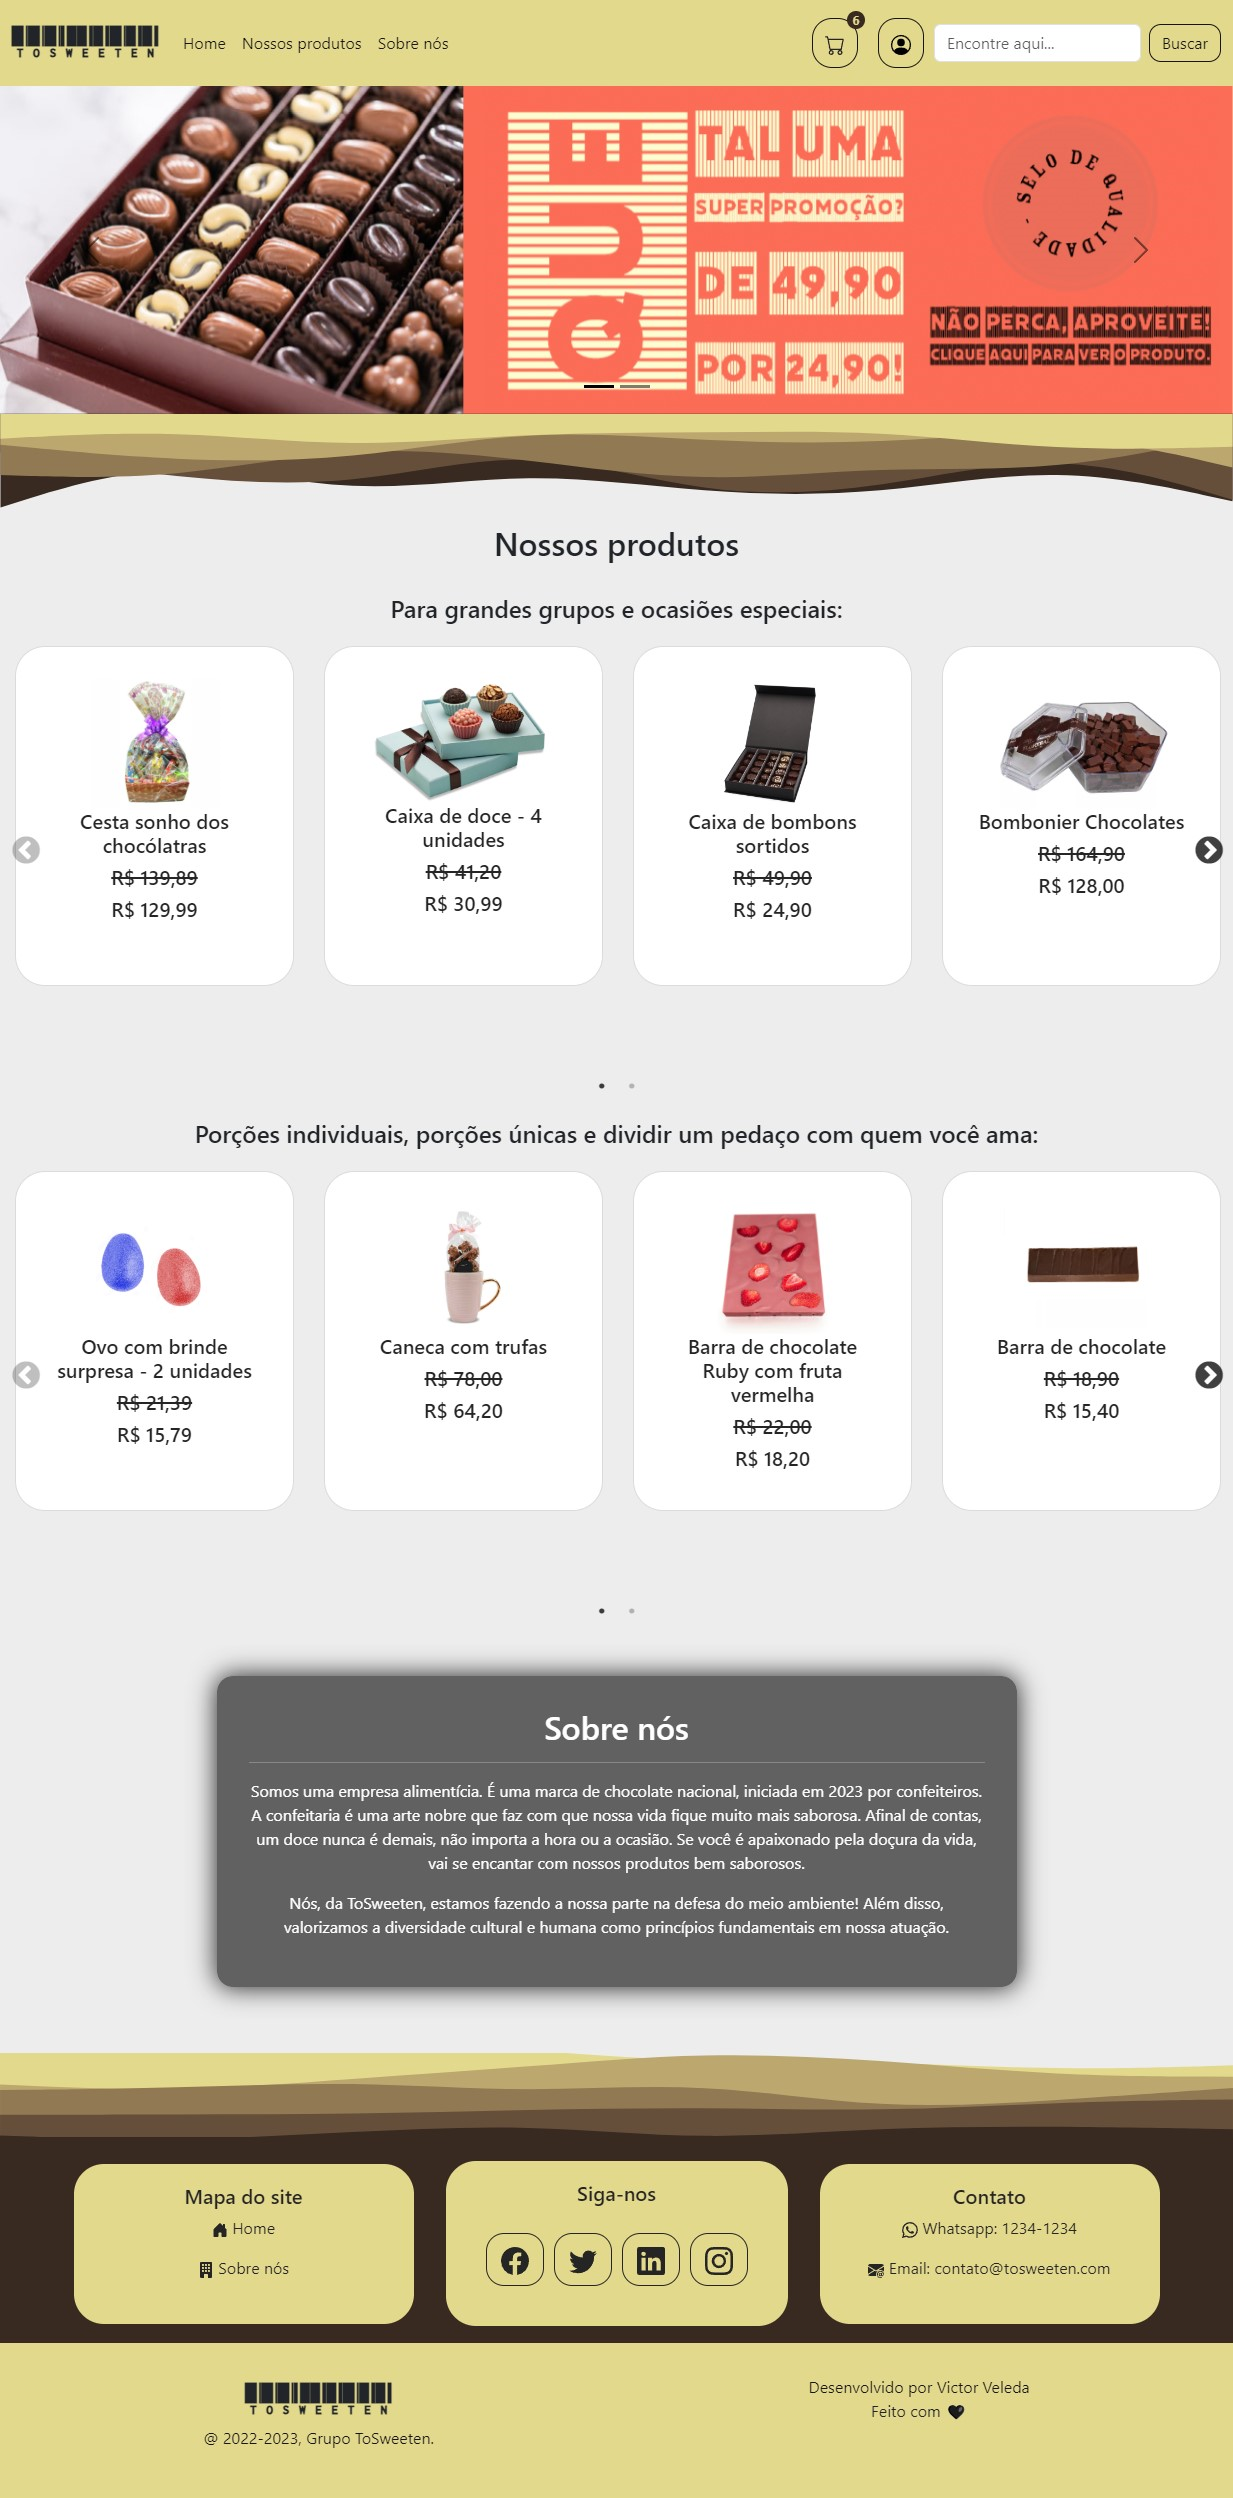 TOSWEETEN
Home Nossos produtos Sobre nós
6
Encontre aqui...
Buscar
QUE
TAL UMA
SUPER PROMOÇÃO?
DE 49,90
POR 24,90!
SELO DE QUALIDADE -
NÃO PERCA, APROVEITE!
CLIQUE AQUI PARA VER O PRODUTO.
Nossos produtos
Para grandes grupos e ocasiões especiais:
Cesta sonho dos
chocólatras
R$ 139,89
R$ 129,99
Caixa de doce - 4
unidades
R$ 41,20
R$ 30,99
Caixa de bombons
sortidos
R$ 49,90
R$ 24,90
Bombonier Chocolates
R$ 164,90
R$ 128,00
Porções individuais, porções únicas e dividir um pedaço com quem você ama:
Ovo com brinde
surpresa - 2 unidades
R$ 21,39
R$ 15,79
Caneca com trufas
R$ 78,00
R$ 64,20
Barra de chocolate
Ruby com fruta
vermelha
R$ 22,00
R$ 18,20
Barra de chocolate
R$ 18,90
R$ 15,40
Sobre nós
Somos uma empresa alimentícia. É uma marca de chocolate nacional, iniciada em 2023 por confeiteiros.
A confeitaria é uma arte nobre que faz com que nossa vida fique muito mais saborosa. Afinal de contas,
um doce nunca é demais, não importa a hora ou a ocasião. Se você é apaixonado pela doçura da vida,
vai se encantar com nossos produtos bem saborosos.
Nós, da ToSweeten, estamos fazendo a nossa parte na defesa do meio ambiente! Além disso,
valorizamos a diversidade cultural e humana como princípios fundamentais em nossa atuação.
Mapa do site
Home
Sobre nós
Siga-nos
Contato
Whatsapp: 1234-1234
Email: contato@tosweeten.com
TOSWEETEN
@ 2022-2023, Grupo ToSweeten.
Desenvolvido por Victor Veleda
Feito com